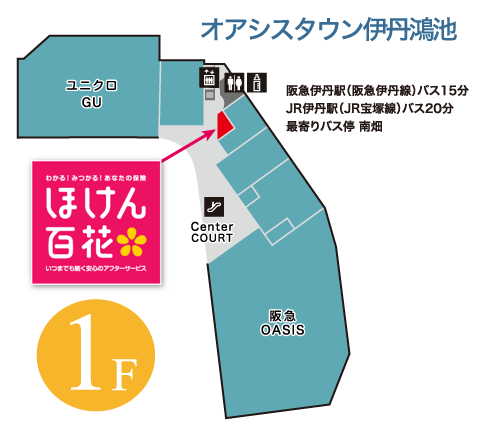 オアシスタウン伊丹鴻池
ユニクロ
GU
阪急伊丹駅（阪急伊丹線）バス15分
JR伊丹駅（JR宝塚線）バス20分
最寄りバス停 南畑
わかる！みつかる！あなたの保険
ほけん
百花
いつまでも続く安心のアフターサービス
Center
COURT
阪急
OASIS
1F